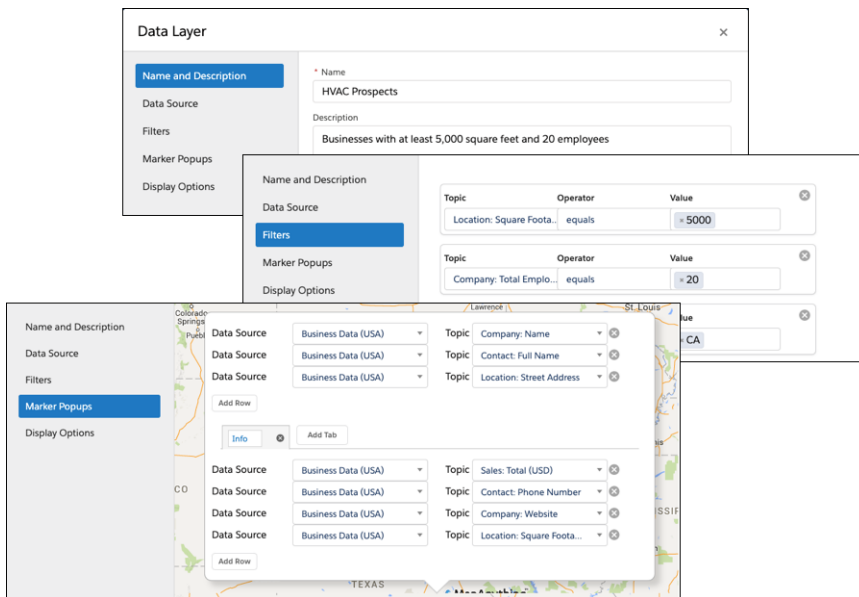 Data Layer
Name and Description
Data Source
Filters
Marker Popups
Display Options
* Name
HVAC Prospects
Description
Businesses with at least 5,000 square feet and 20 employees
Name and Description
Data Source
Filters
Marker Popups
Display Options
Topic Operator Value
Location: Square Foota... equals × 5000
Topic Operator Value
Company: Total Emplo... equals × 20
lue
× CA
Name and Description
Data Source
Filters
Marker Popups
Display Options
Colorado
Springs
Puebl
Lawrence
St. Louis
Data Source Business Data (USA) Topic Company: Name
Data Source Business Data (USA) Topic Contact: Full Name
Data Source Business Data (USA) Topic Location: Street Address
Add Row
Info Add Tab
Data Source Business Data (USA) Topic Sales: Total (USD)
Data Source Business Data (USA) Topic Contact: Phone Number
Data Source Business Data (USA) Topic Company: Website
Data Source Business Data (USA) Topic Location: Square Foota...
Add Row
CO
SSIP
TEXAS
MapAnything